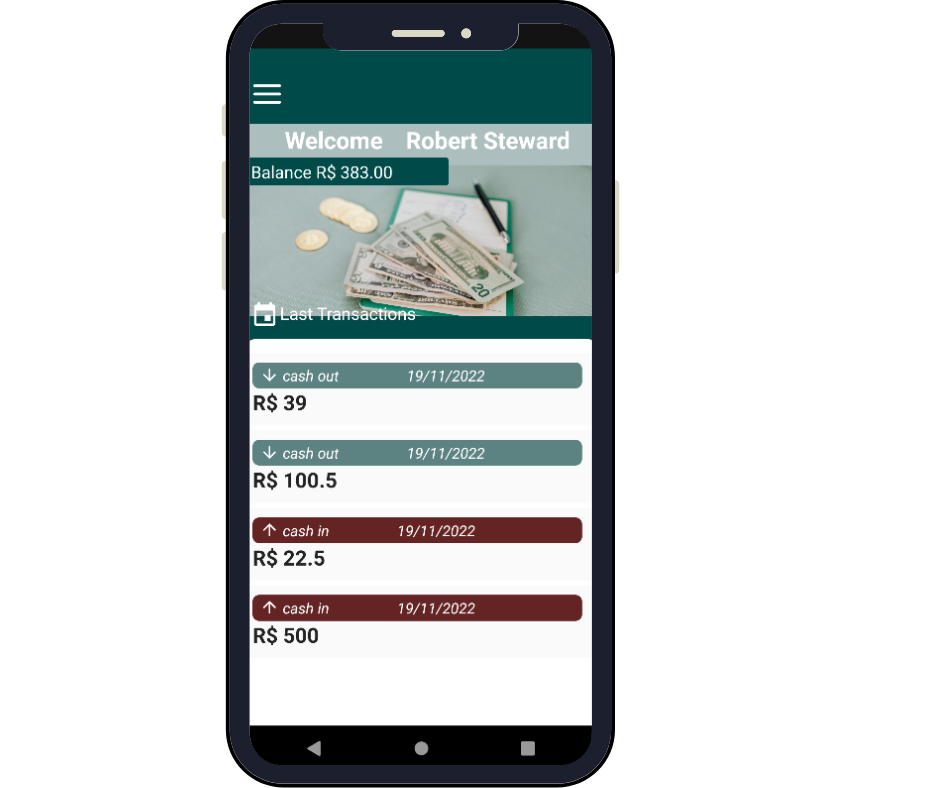 Welcome Robert Steward
Balance R$ 383.00
20
Last Transactions
cash out 19/11/2022
R$ 39
cash out 19/11/2022
R$ 100.5
cash in 19/11/2022
R$ 22.5
cash in 19/11/2022
R$ 500